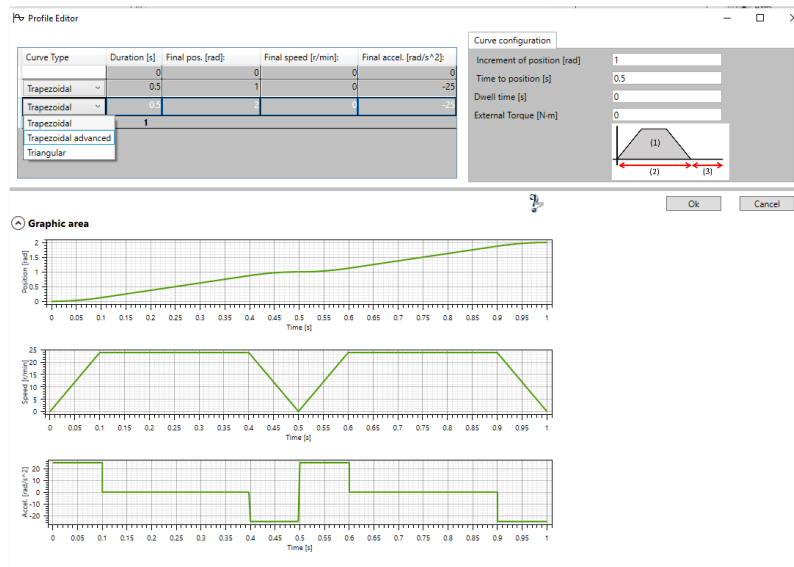 Profile Editor
Curve configuration
Curve Type Duration [s] Final pos. [rad]: Final speed [r/min]: Final accel. [rad/s^2]:
0 0 0 0
Trapezoidal 0.5 1 0 -25
Trapezoidal 0.5 2 0 -25
1
Trapezoidal
Trapezoidal advanced
Triangular
Increment of position [rad] 1
Time to position [s] 0.5
Dwell time [s] 0
External Torque [N·m] 0
(1)
(2) (3)
Ok Cancel
Graphic area
Position [rad]
2
1.5
1
0.5
0
0 0.05 0.1 0.15 0.2 0.25 0.3 0.35 0.4 0.45 0.5 0.55 0.6 0.65 0.7 0.75 0.8 0.85 0.9 0.95 1
Time [s]
Speed [r/min]
25
20
15
10
5
0
0 0.05 0.1 0.15 0.2 0.25 0.3 0.35 0.4 0.45 0.5 0.55 0.6 0.65 0.7 0.75 0.8 0.85 0.9 0.95 1
Time [s]
Accel. [rad/s^2]
20
10
0
-10
-20
0 0.05 0.1 0.15 0.2 0.25 0.3 0.35 0.4 0.45 0.5 0.55 0.6 0.65 0.7 0.75 0.8 0.85 0.9 0.95 1
Time [s]